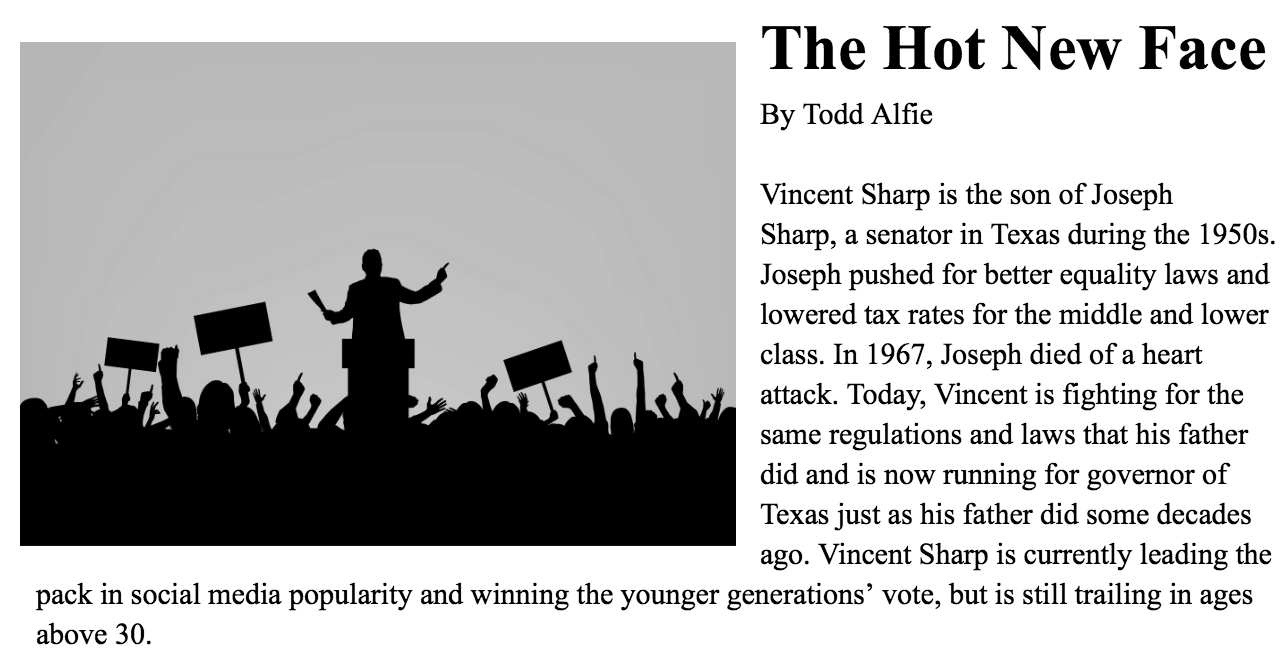 The Hot New Face
By Todd Alfie
Vincent Sharp is the son of Joseph
Sharp, a senator in Texas during the 1950s.
Joseph pushed for better equality laws and
lowered tax rates for the middle and lower
class. In 1967, Joseph died of a heart
attack. Today, Vincent is fighting for the
same regulations and laws that his father
did and is now running for governor of
Texas just as his father did some decades
ago. Vincent Sharp is currently leading the
pack in social media popularity and winning the younger generations’ vote, but is still trailing in ages
above 30.